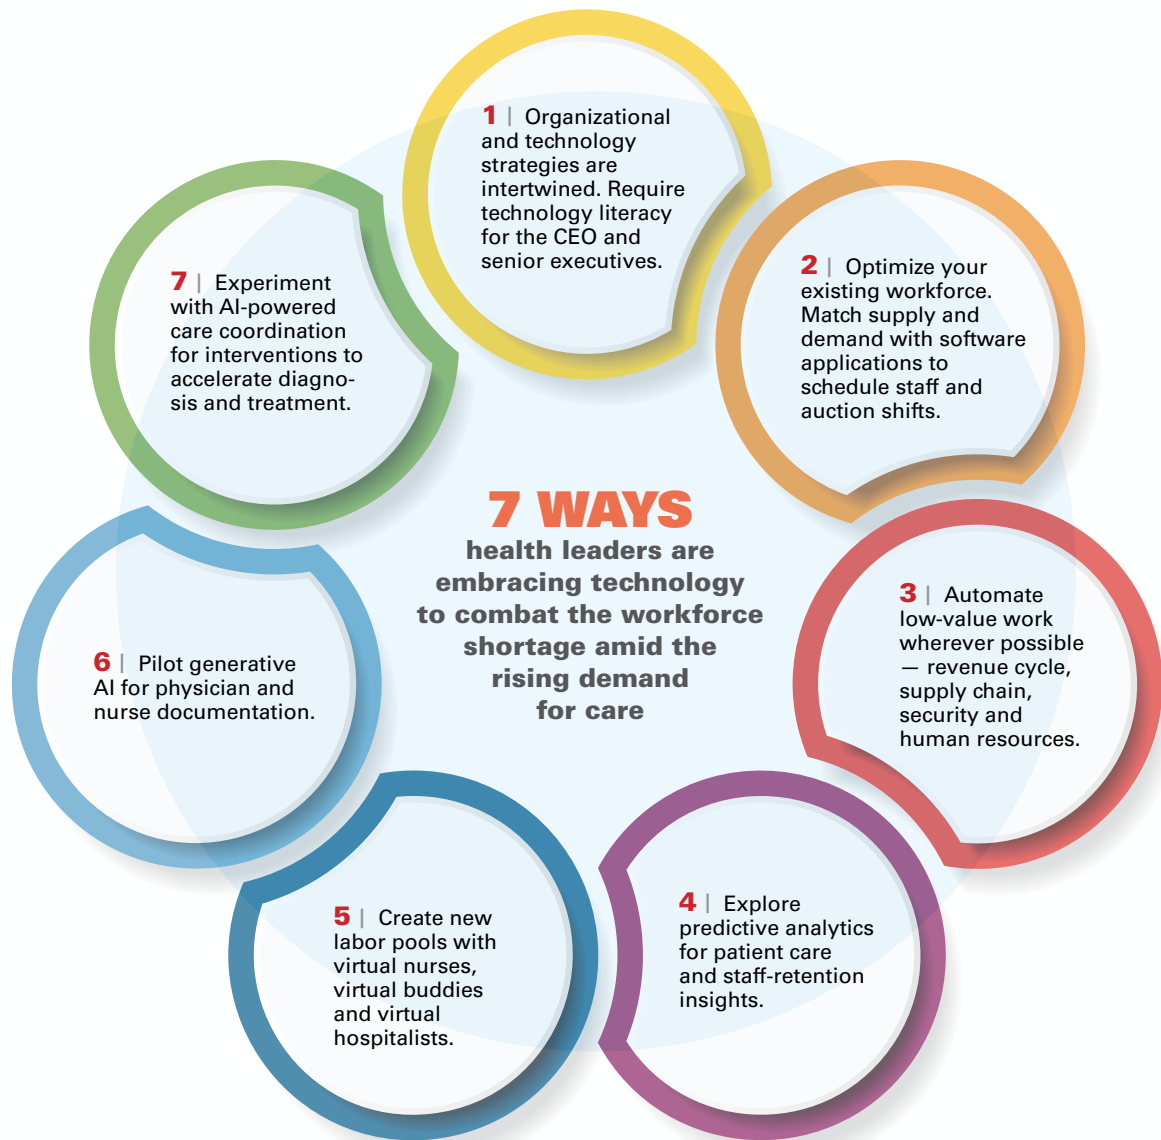 1 | Organizational
and technology
strategies are
intertwined. Require
technology literacy
for the CEO and
senior executives.
2 | Optimize your
existing workforce.
Match supply and
demand with software
applications to
schedule staff and
auction shifts.
3 | Automate
low-value work
wherever possible
— revenue cycle,
supply chain,
security and
human resources.
4 | Explore
predictive analytics
for patient care
and staff-retention
insights.
5 | Create new
labor pools with
virtual nurses,
virtual buddies
and virtual
hospitalists.
6 | Pilot generative
AI for physician and
nurse documentation.
7 | Experiment
with AI-powered
care coordination
for interventions to
accelerate diagno-
sis and treatment.
7 WAYS
health leaders are
embracing technology
to combat the workforce
shortage amid the
rising demand
for care